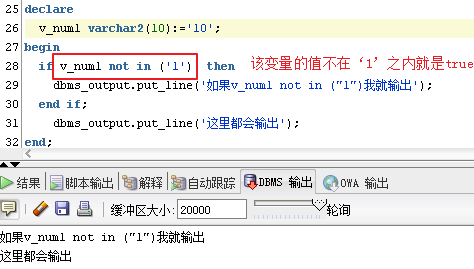 25 declare
26 v_numl varchar2(10):='10';
27 begin
28 if v_numl not in ('1') then 该变量的值不在‘1’之内就是true
29 dbms_output.put_line('如果v_numl not in ("1")我就输出');
30 end if;
31 dbms_output.put_line('这里都会输出');
32 end;
结果 脚本输出 解释 自动跟踪 DBMS 输出 OWA 输出
缓冲区大小: 20000 轮询
如果v_numl not in ("1")我就输出
这里都会输出